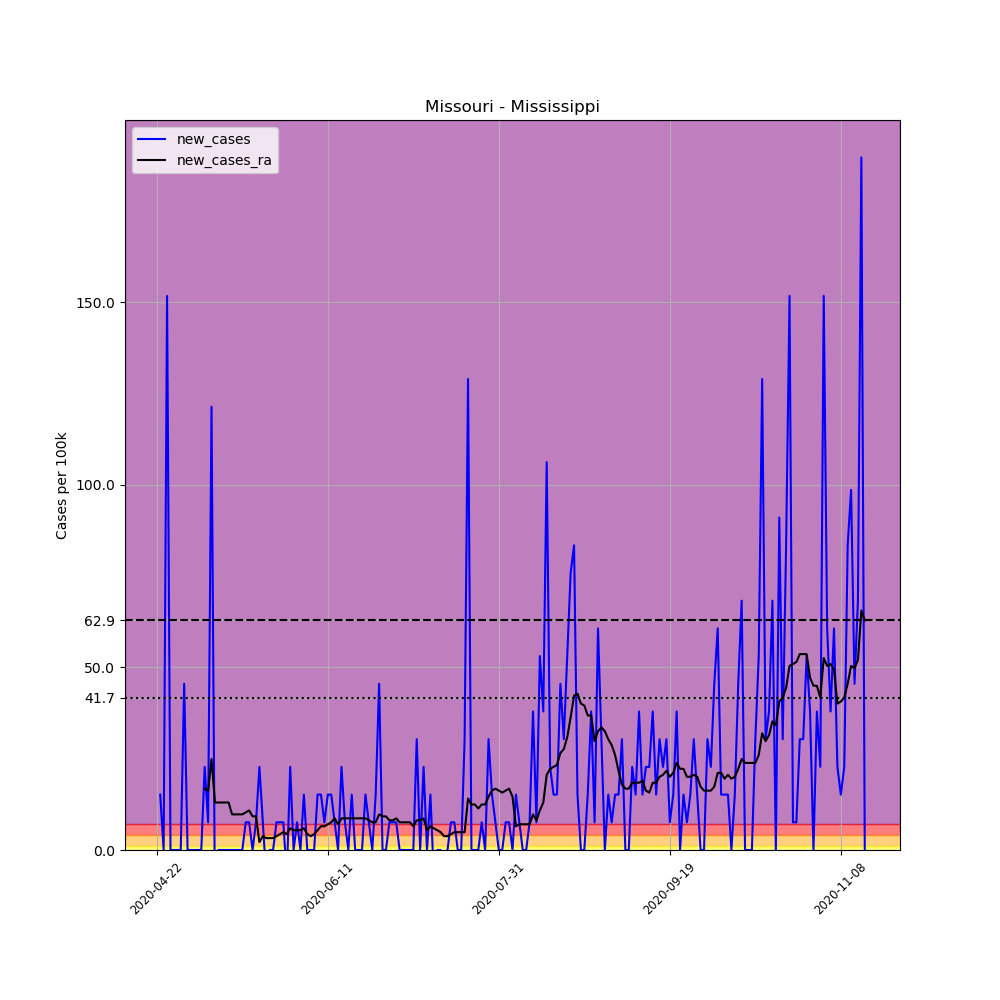 Missouri - Mississippi
new_cases
new_cases_ra
150.0
100.0
62.9
50.0
41.7
0.0
Cases per 100k
2020-04-22
2020-06-11
2020-07-31
2020-09-19
2020-11-08